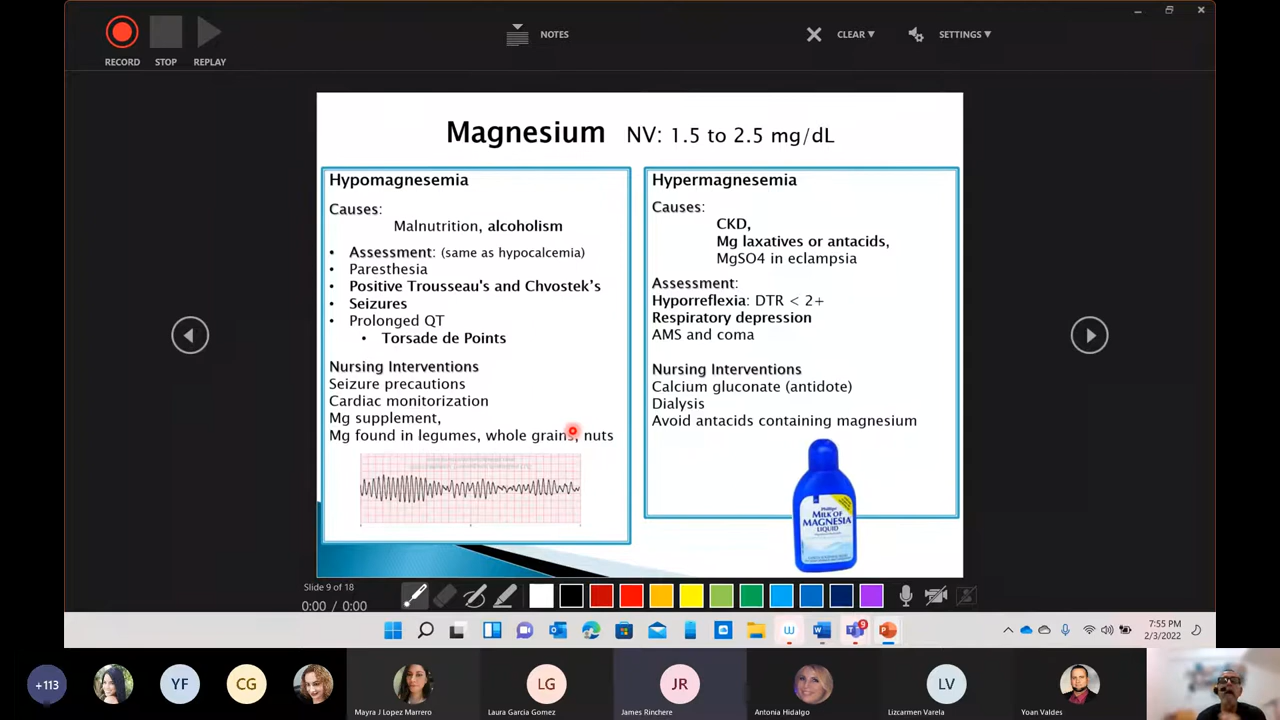 RECORD
STOP
REPLAY
NOTES
CLEAR
SETTINGS
Magnesium NV: 1.5 to 2.5 mg/dL
Hypomagnesemia
Causes:
Malnutrition, alcoholism
• Assessment: (same as hypocalcemia)
• Paresthesia
• Positive Trousseau's and Chvostek's
• Seizures
• Prolonged QT
• Torsade de Points
Nursing Interventions
Seizure precautions
Cardiac monitorization
Mg supplement,
Mg found in legumes, whole grains, nuts
Hypermagnesemia
Causes:
CKD,
Mg laxatives or antacids,
MgSO4 in eclampsia
Assessment:
Hyporreflexia: DTR < 2+
Respiratory depression
AMS and coma
Nursing Interventions
Calcium gluconate (antidote)
Dialysis
Avoid antacids containing magnesium
Phillips'
MILK OF
MAGNESIA
LIQUID
Slide 9 of 18
0:00 / 0:00
9
7:55 PM
2/3/2022
+113
YF
CG
Mayra J Lopez Marrero
LG
Laura Garcia Gomez
JR
James Rinchere
Antonia Hidalgo
LV
Lizcarmen Varela
Yoan Valdes